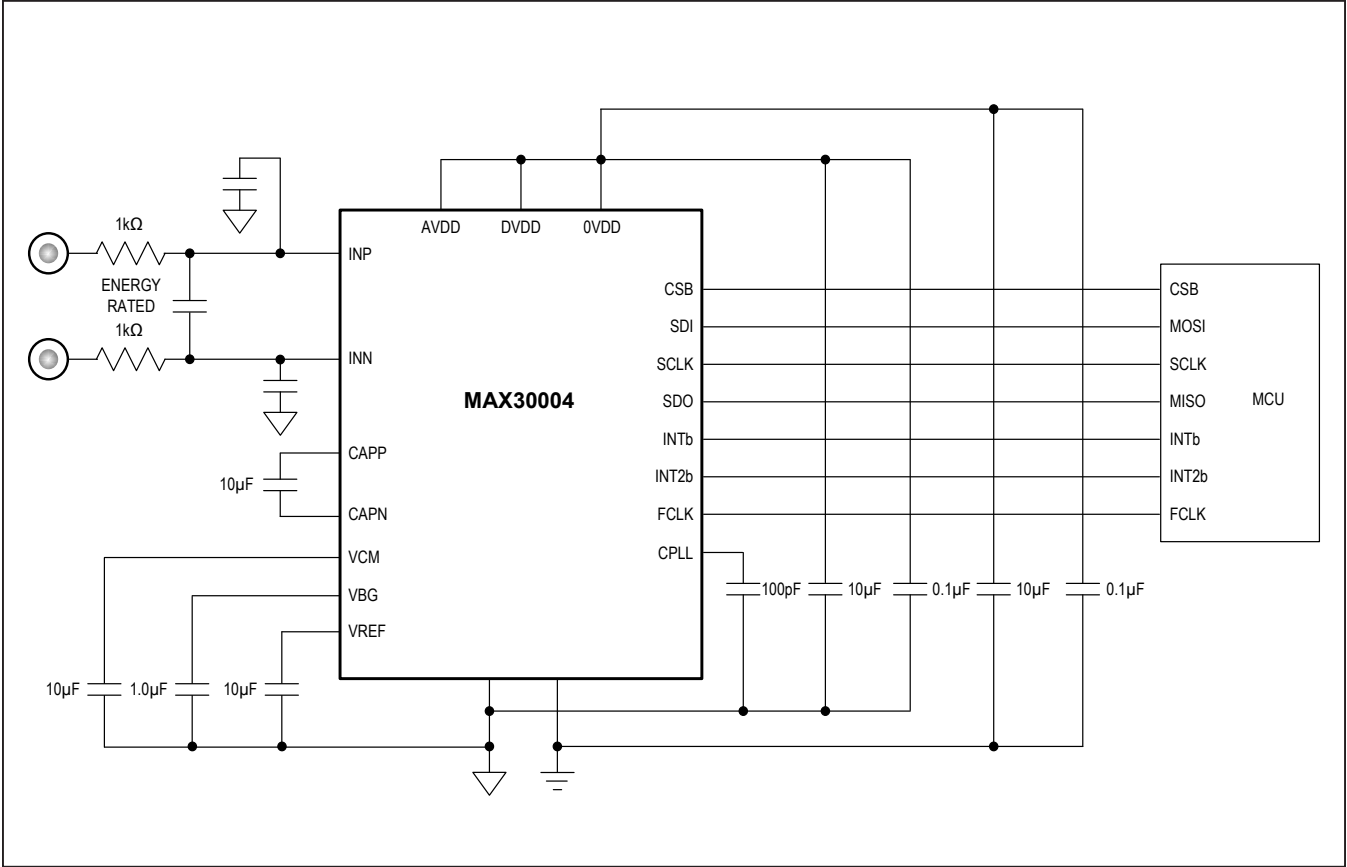 AVDD
DVDD
0VDD
1kΩ
ENERGY
RATED
1kΩ
INP
INN
CAPP
10µF
CAPN
VCM
VBG
VREF
10µF
1.0µF
10µF
MAX30004
CSB
SDI
SCLK
SDO
INTb
INT2b
FCLK
CPLL
100pF
10µF
0.1µF
10µF
0.1µF
CSB
MOSI
SCLK
MISO
INTb
INT2b
FCLK
MCU